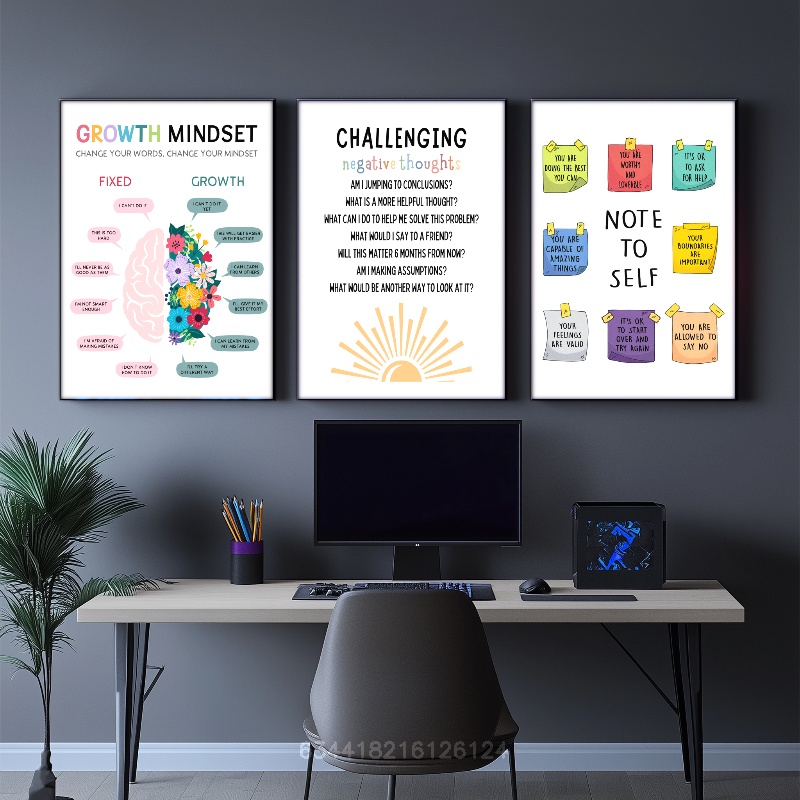 GROWTH MINDSET
CHANGE YOUR WORDS, CHANGE YOUR MINDSET
FIXED
GROWTH
I CAN'T DO IT
I CAN'T DO IT
YET
THIS IS TOO
HARD
THIS WILL GET EASIER
WITH PRACTICE
I'LL NEVER BE AS
GOOD AS THEM
I CAN LEARN
FROM OTHERS
I'M NOT SMART
ENOUGH
I'LL GIVE IT MY
BEST EFFORT
I'M AFRAID OF
MAKING MISTAKES
I CAN LEARN FROM
MY MISTAKES
I DON'T KNOW
HOW TO DO IT
I'LL TRY A
DIFFERENT WAY
CHALLENGING
negative thoughts
AM I JUMPING TO CONCLUSIONS?
WHAT IS A MORE HELPFUL THOUGHT?
WHAT CAN I DO TO HELP ME SOLVE THIS PROBLEM?
WHAT WOULD I SAY TO A FRIEND?
WILL THIS MATTER 6 MONTHS FROM NOW?
AM I MAKING ASSUMPTIONS?
WHAT WOULD BE ANOTHER WAY TO LOOK AT IT?
YOU ARE
DOING THE BEST
YOU CAN
YOU ARE
WORTHY
AND
LOVEABLE
IT'S OK
TO ASK
FOR HELP
YOU ARE
CAPABLE OF
AMAZING
THINGS
NOTE
TO
SELF
YOUR
BOUNDARIES
ARE
IMPORTANT
YOUR
FEELINGS
ARE VALID
IT'S OK
TO START
OVER AND
TRY AGAIN
YOU ARE
ALLOWED TO
SAY NO
634418216126124